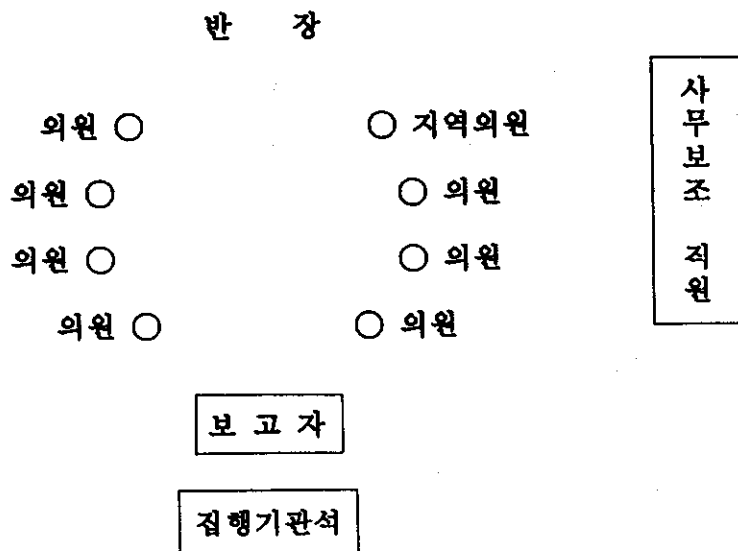 반 장
의원 ○ ○ 지역의원
의원 ○ ○ 의원
의원 ○ ○ 의원
의원 ○ ○ 의원
사무보조 직원
보 고 자
집행기관석